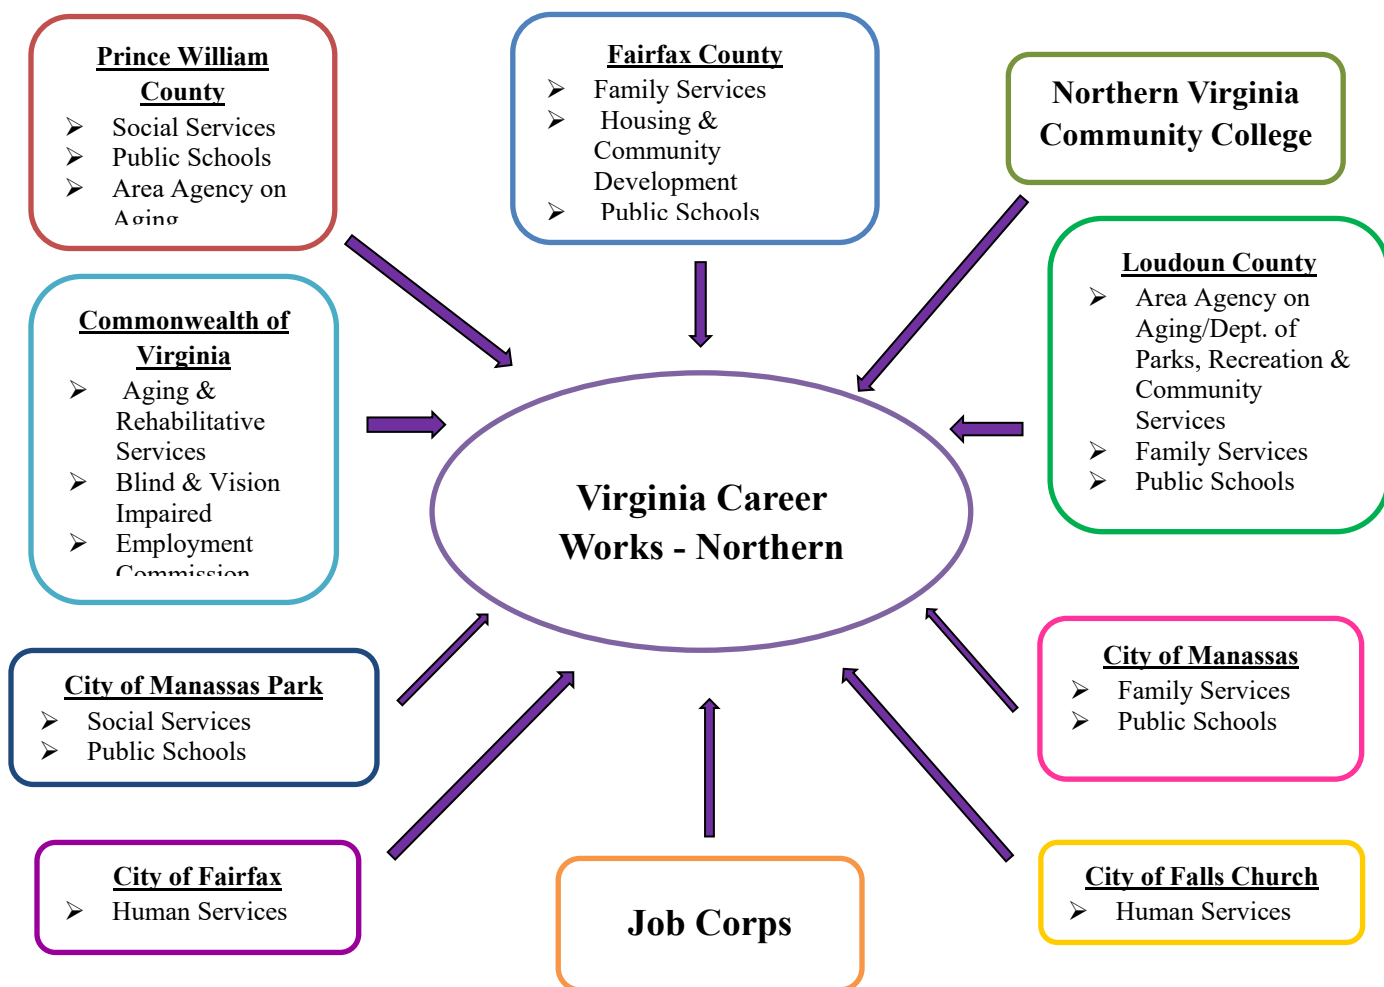 Prince William
County
➢ Social Services
➢ Public Schools
➢ Area Agency on
Aging
Fairfax County
➢ Family Services
➢ Housing &
Community
Development
➢ Public Schools
Northern Virginia
Community College
Commonwealth of
Virginia
➢ Aging &
Rehabilitative
Services
➢ Blind & Vision
Impaired
➢ Employment
Commission
Loudoun County
➢ Area Agency on
Aging/Dept. of
Parks, Recreation &
Community
Services
➢ Family Services
➢ Public Schools
Virginia Career
Works - Northern
City of Manassas Park
➢ Social Services
➢ Public Schools
City of Manassas
➢ Family Services
➢ Public Schools
City of Fairfax
➢ Human Services
Job Corps
City of Falls Church
➢ Human Services